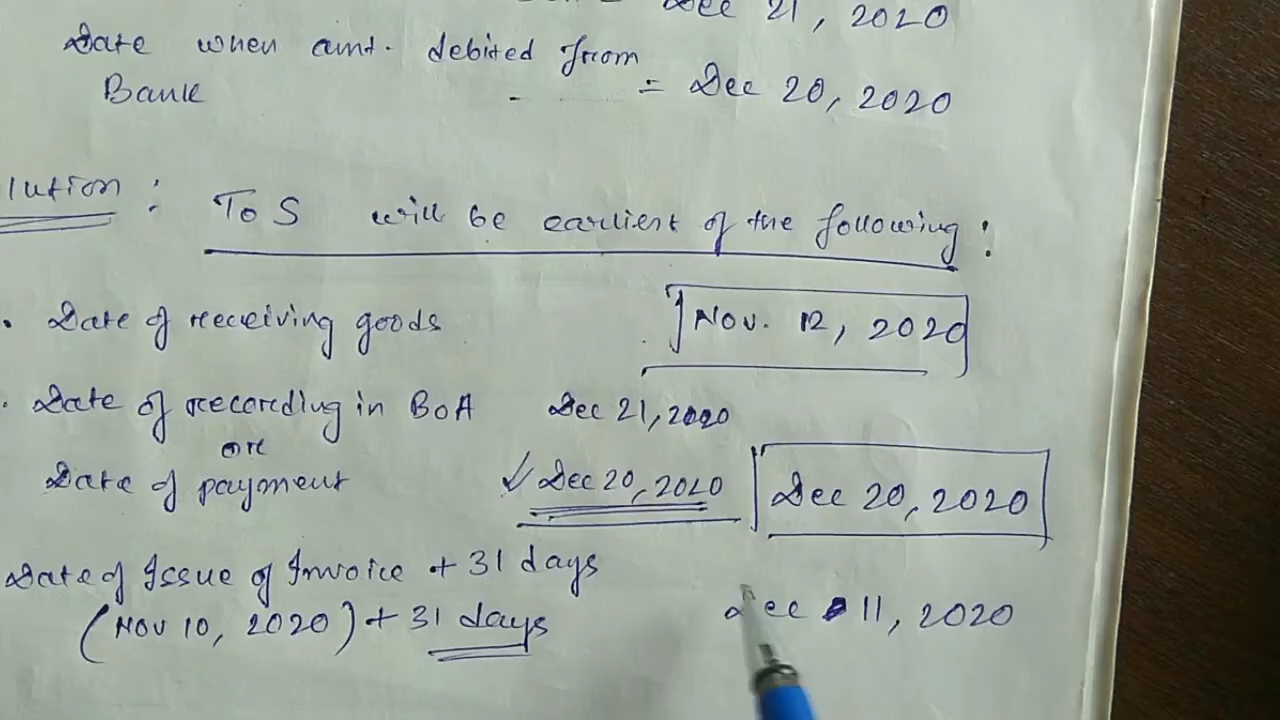 Dec 21, 2020
Date when amt. debited from
Bank = Dec 20, 2020
lution :
ToS will be earliest of the following :
. Date of receiving goods Nov. 12, 2020
. Date of recording in BoA Dec 21, 2020
or
Date of payment ✓ Dec 20, 2020 Dec 20, 2020
Date of Issue of Invoice + 31 days
(Nov 10, 2020) + 31 days Dec 11, 2020